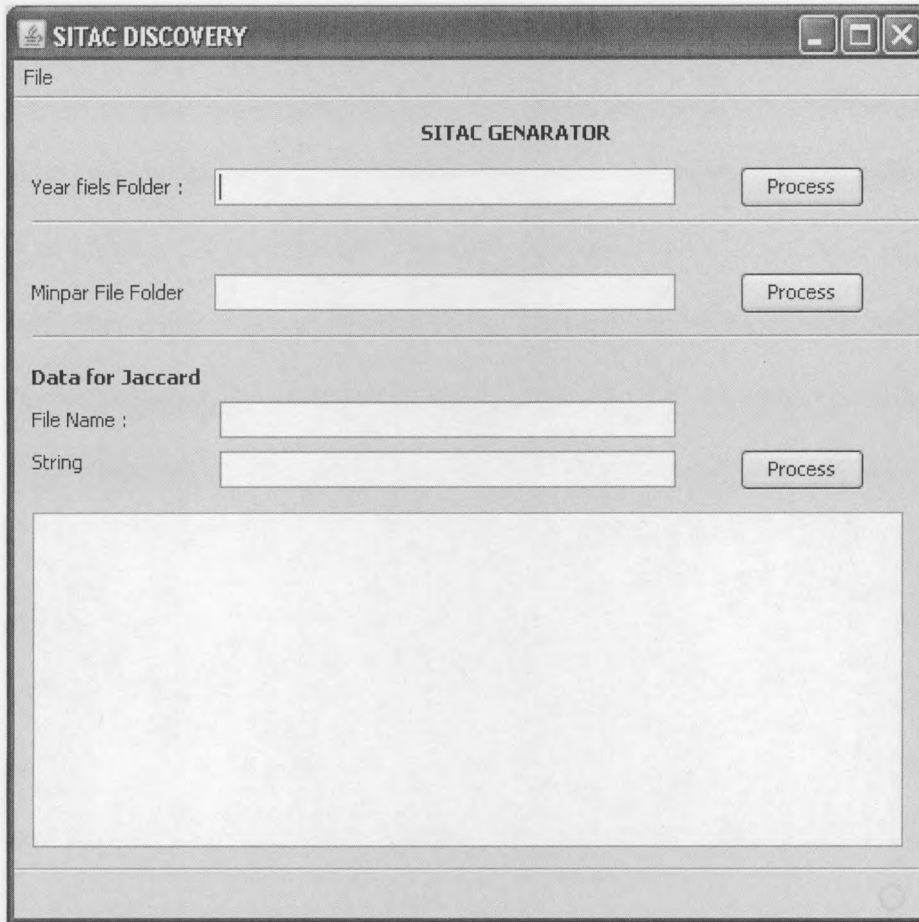 SITAC DISCOVERY
File
SITAC GENARATOR
Year fiels Folder :
Process
Minpar File Folder
Process
Data for Jaccard
File Name :
String
Process